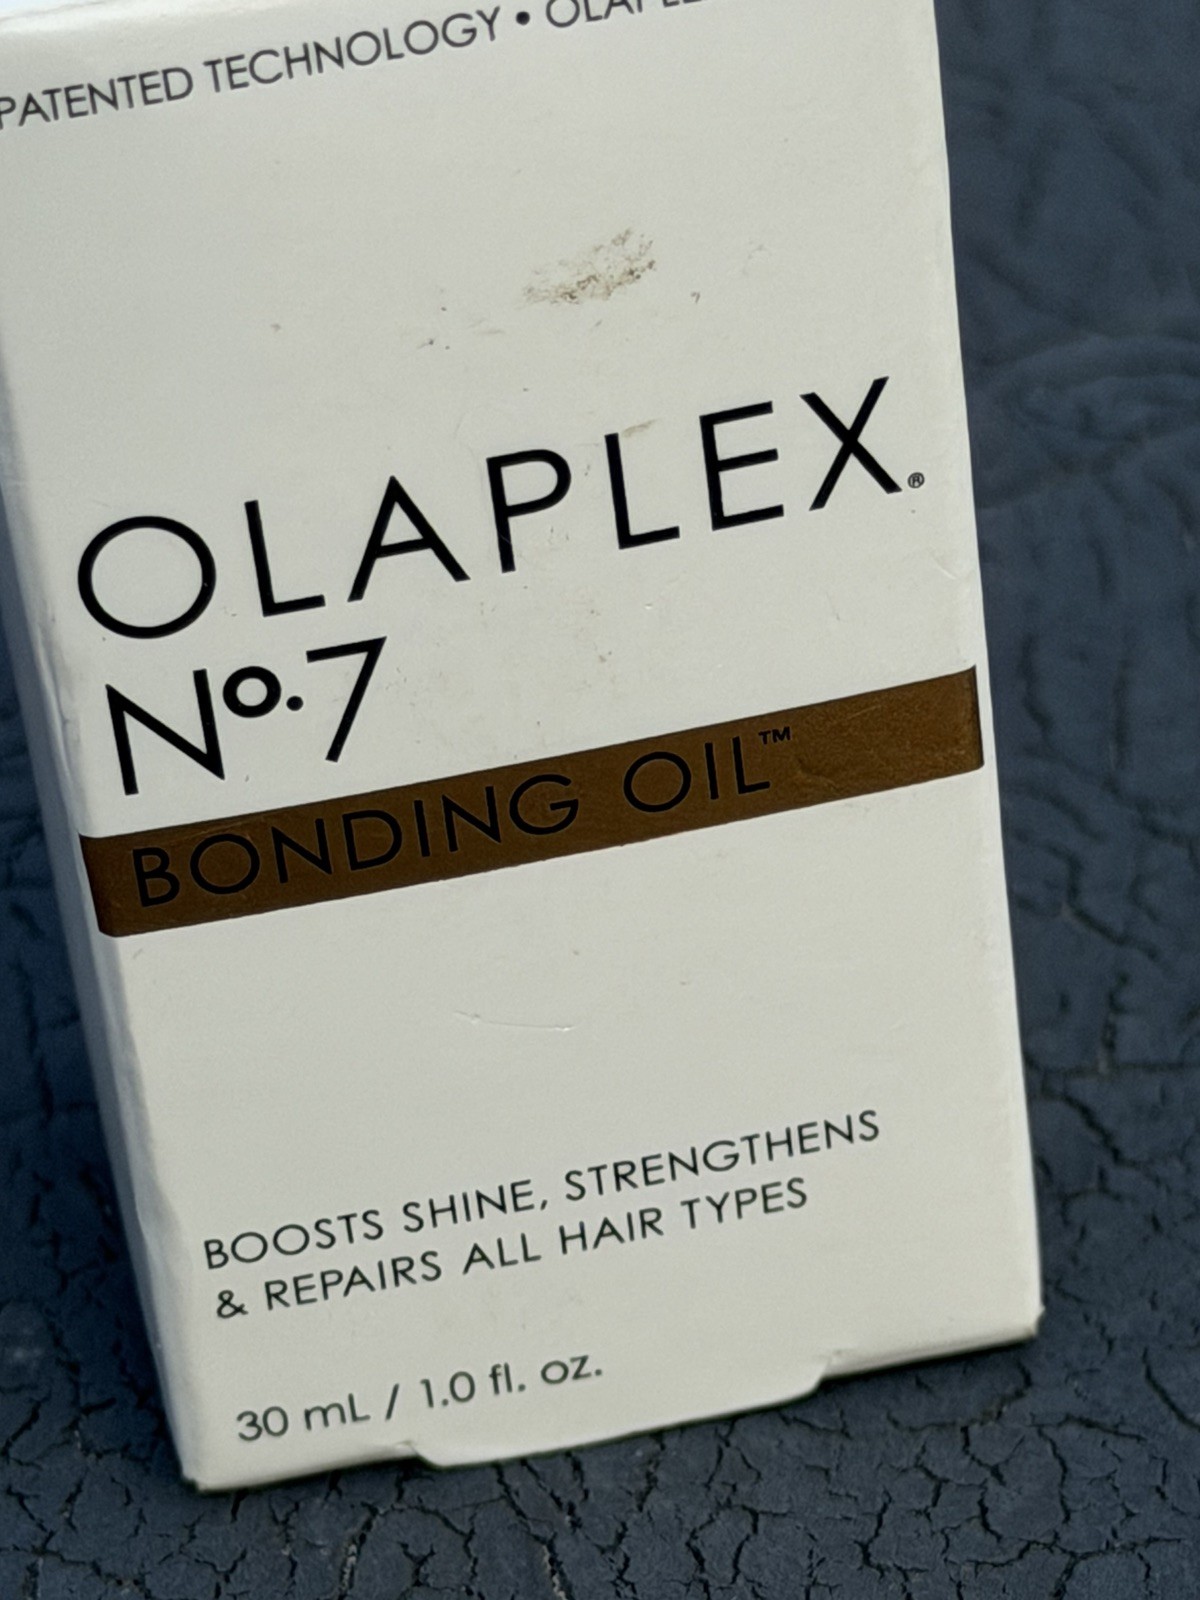 PATENTED TECHNOLOGY •
OLAPLEX®
Nº.7
BONDING OIL™
BOOSTS SHINE, STRENGTHENS
& REPAIRS ALL HAIR TYPES
30 mL / 1.0 fl. oz.